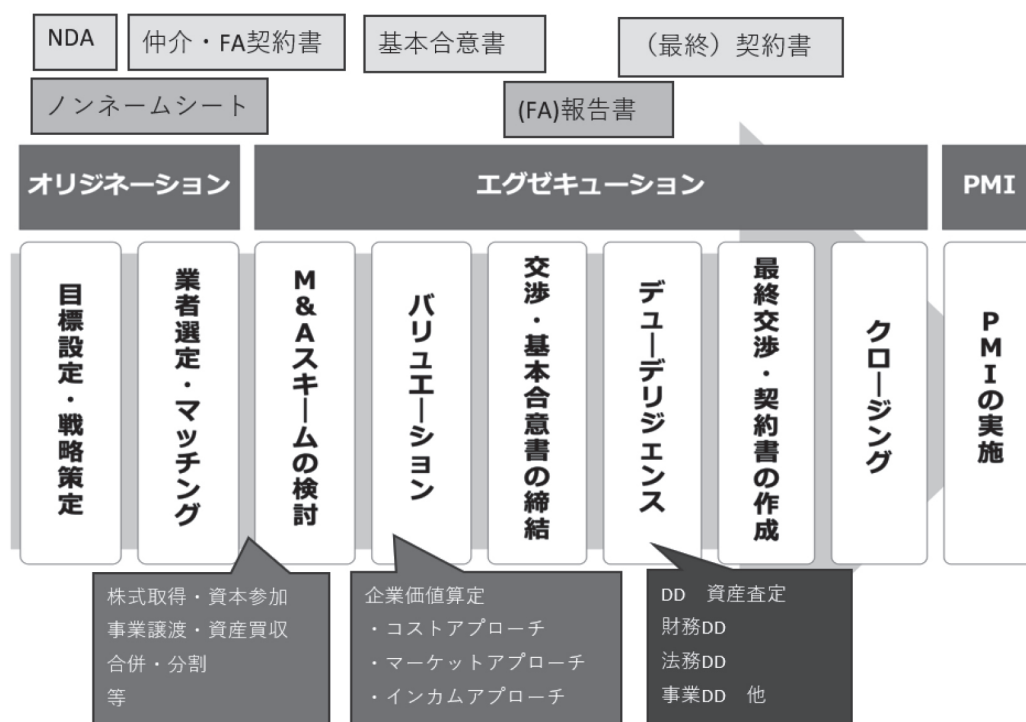 NDA
仲介・FA契約書
基本合意書
（最終）契約書
ノンネームシート
(FA)報告書
オリジネーション
エグゼキューション
PMI
目標設定・戦略策定
業者選定・マッチング
M&Aスキームの検討
バリュエーション
交渉・基本合意書の締結
デューデリジェンス
最終交渉・契約書の作成
クロージング
PMIの実施
株式取得・資本参加
事業譲渡・資産買収
合併・分割
等
企業価値算定
・コストアプローチ
・マーケットアプローチ
・インカムアプローチ
DD　資産査定
財務DD
法務DD
事業DD　他